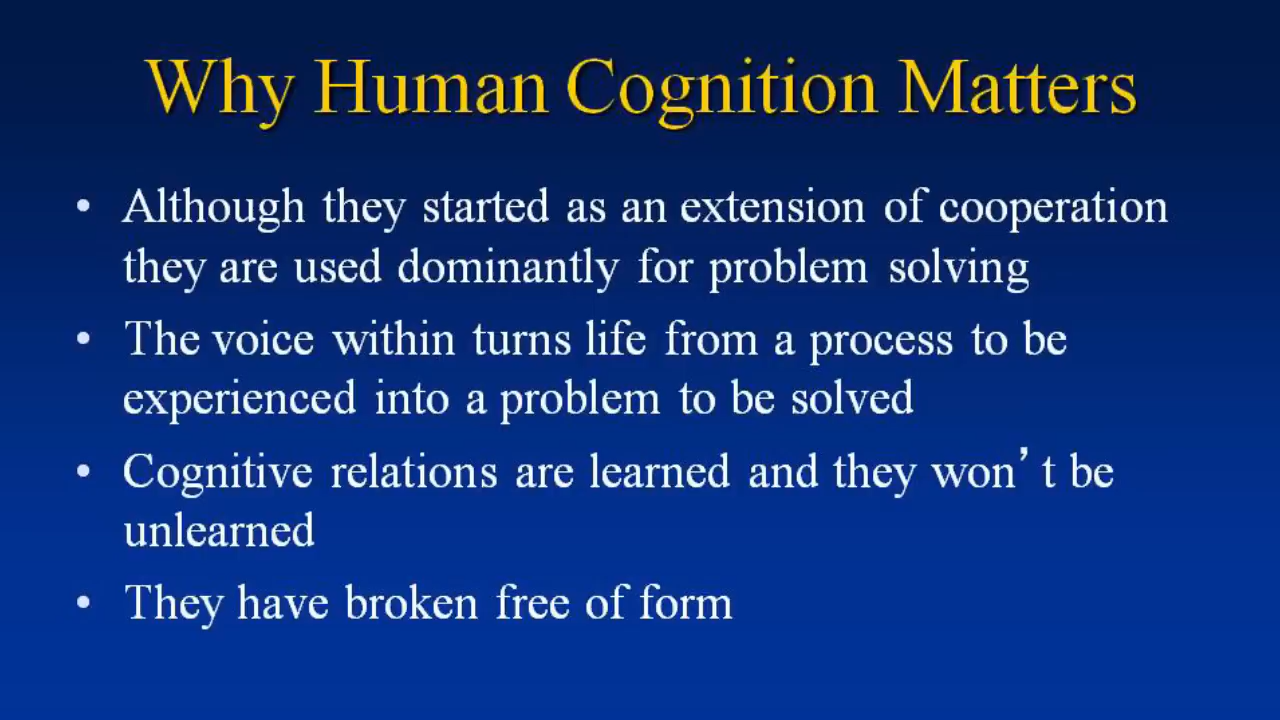 Why Human Cognition Matters
• Although they started as an extension of cooperation
they are used dominantly for problem solving
• The voice within turns life from a process to be
experienced into a problem to be solved
• Cognitive relations are learned and they won’t be
unlearned
• They have broken free of form